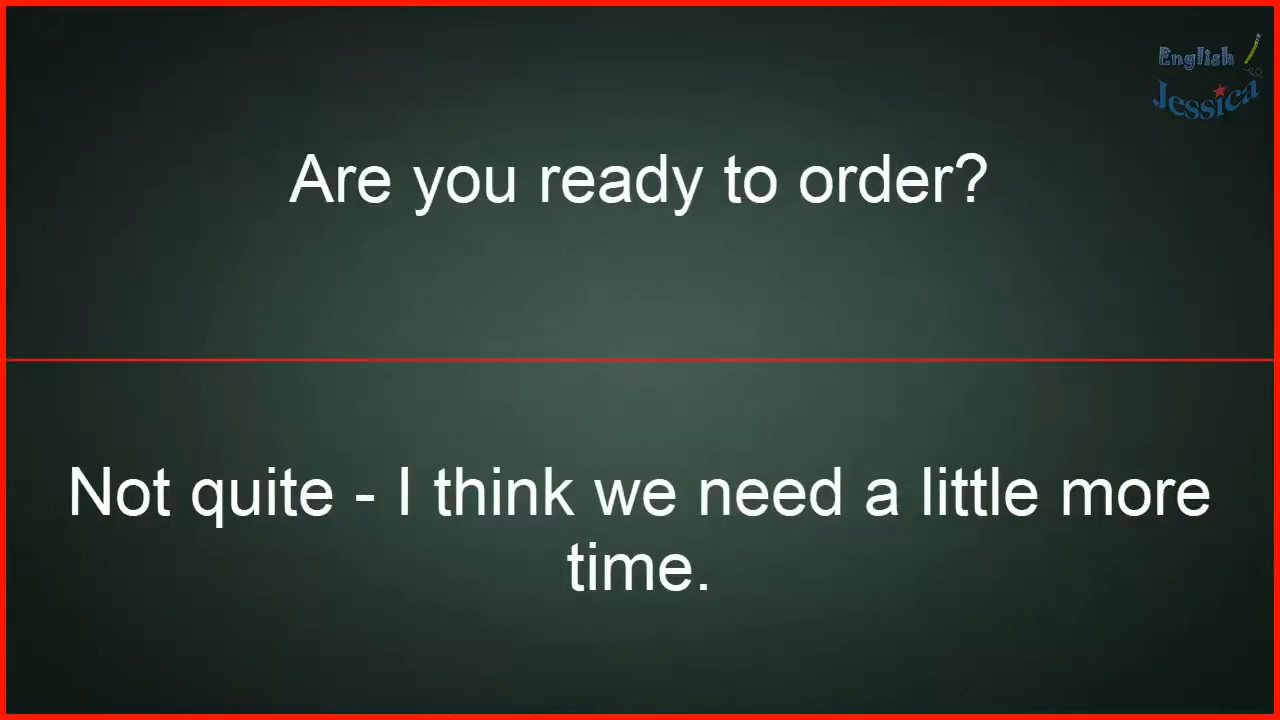 English
Jessica
Are you ready to order?
Not quite - I think we need a little more
time.